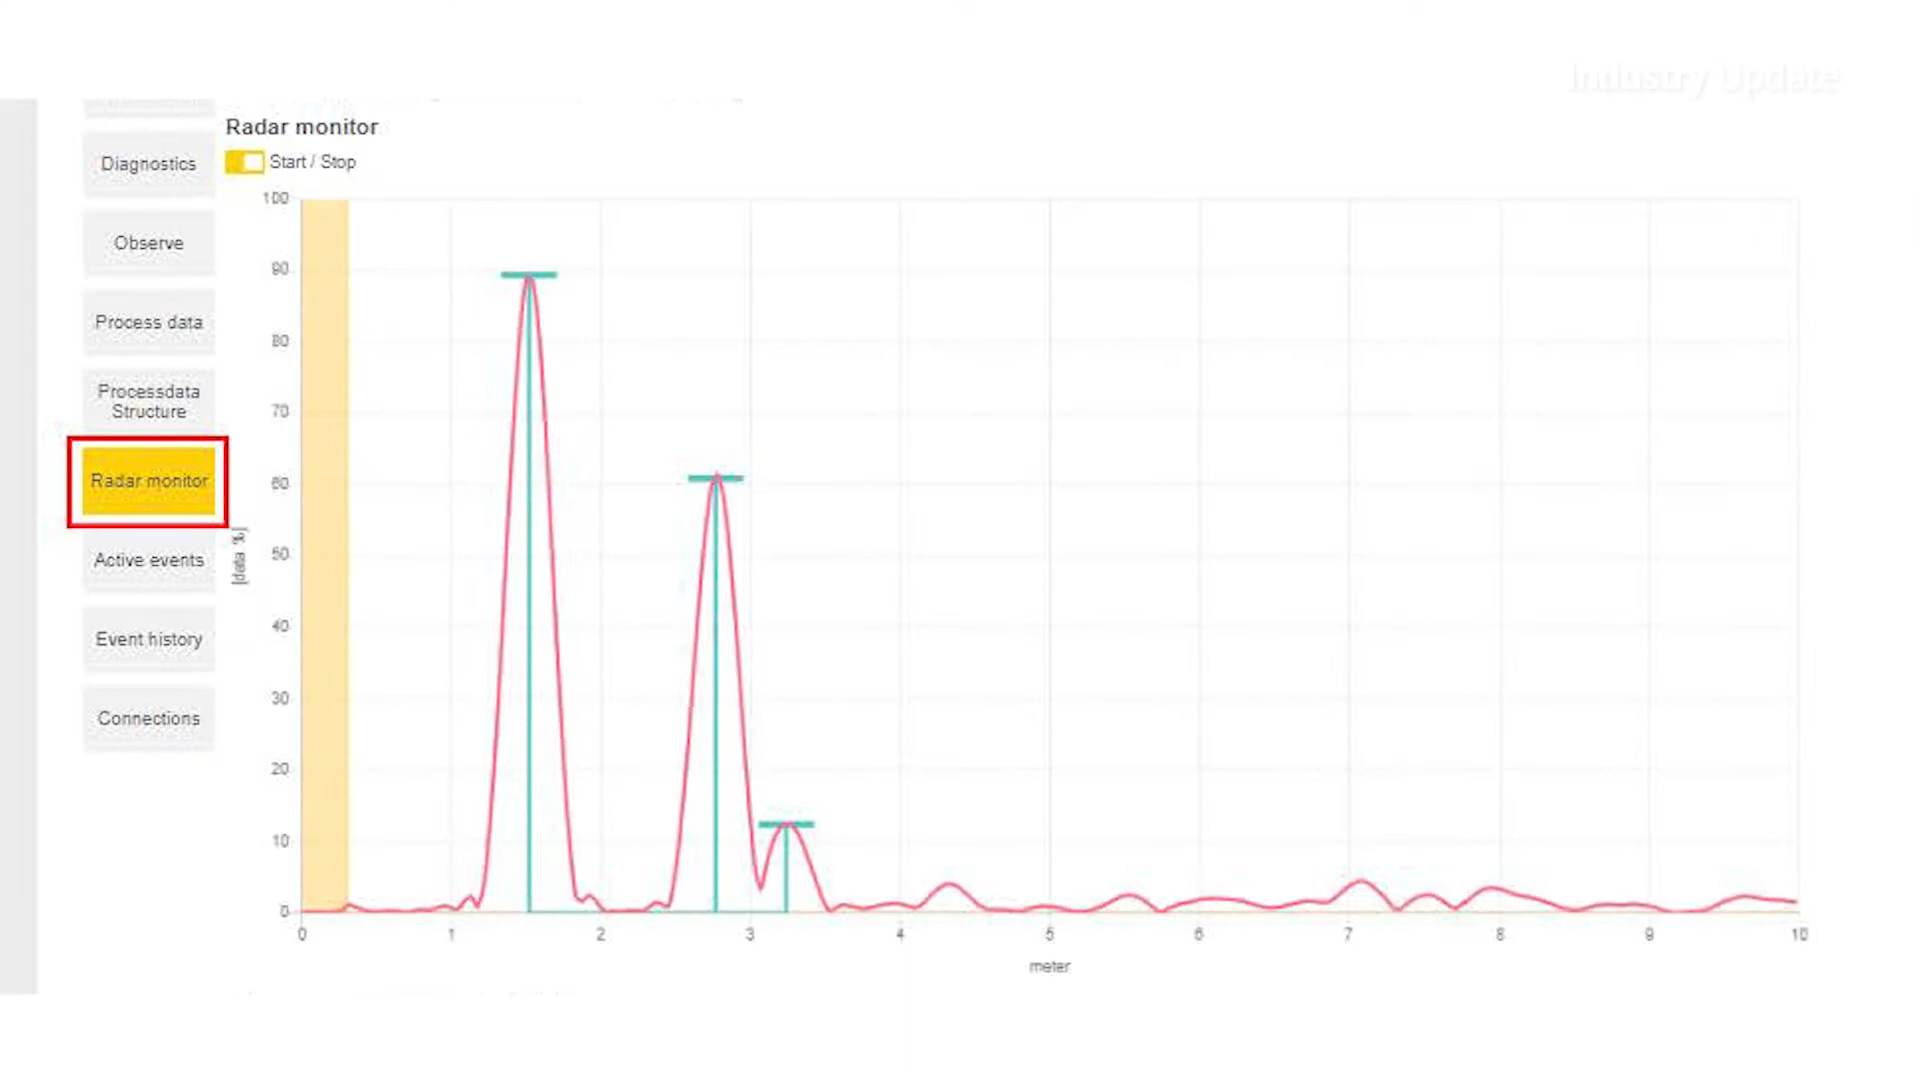 Industry Update
Radar monitor
Start / Stop
Diagnostics
Observe
Process data
Processdata
Structure
Radar monitor
Active events
Event history
Connections
100
90
80
70
60
50
40
30
20
10
0
[data %]
0 1 2 3 4 5 6 7 8 9 10
meter